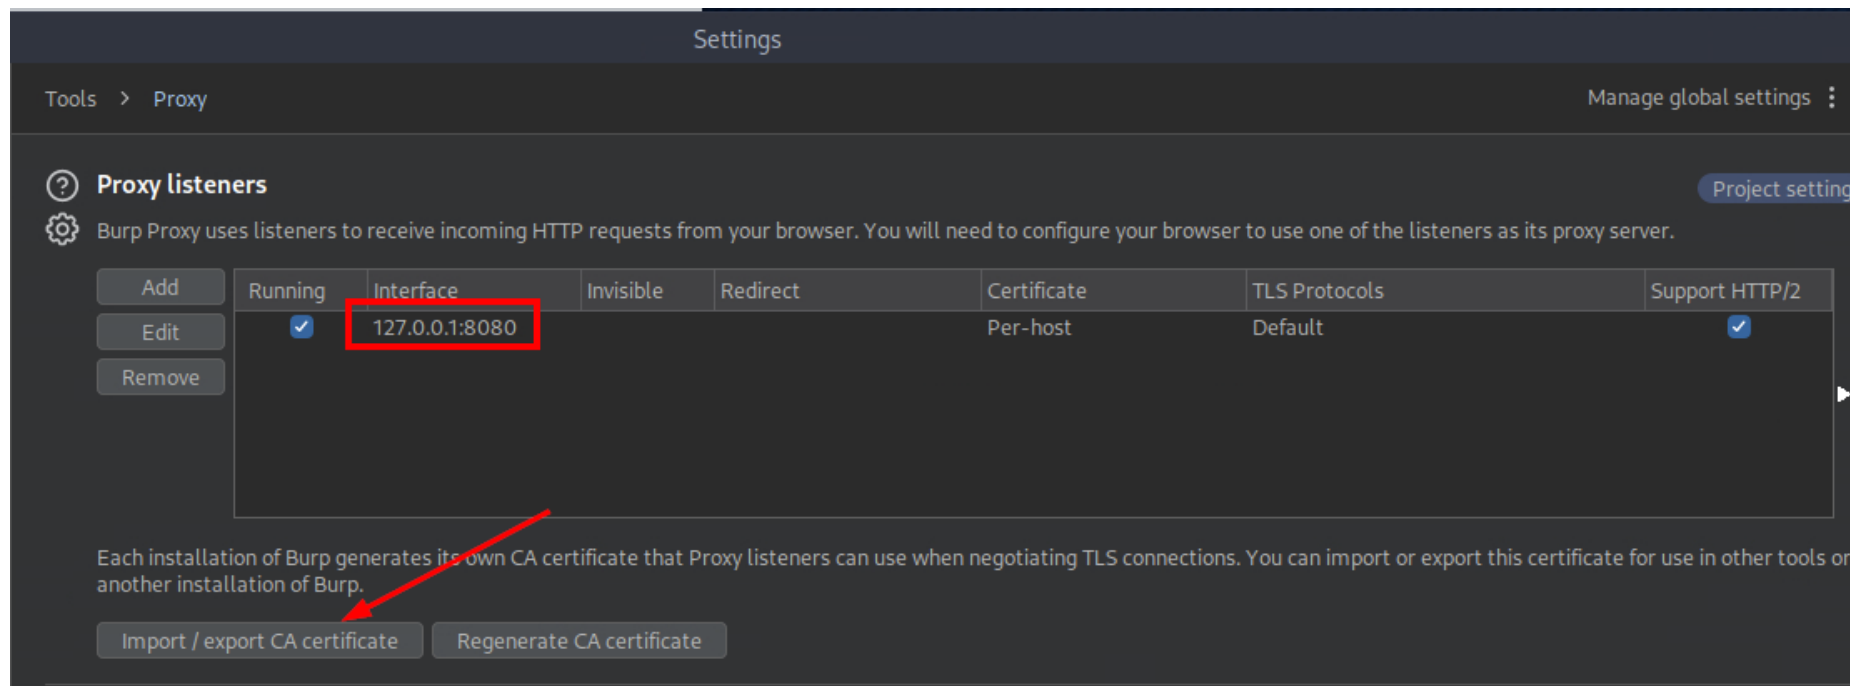 Settings
Tools > Proxy
Manage global settings
Proxy listeners
Project setting
Burp Proxy uses listeners to receive incoming HTTP requests from your browser. You will need to configure your browser to use one of the listeners as its proxy server.
Add
Edit
Remove
Running Interface Invisible Redirect Certificate TLS Protocols Support HTTP/2
127.0.0.1:8080 Per-host Default
Each installation of Burp generates its own CA certificate that Proxy listeners can use when negotiating TLS connections. You can import or export this certificate for use in other tools or
another installation of Burp.
Import / export CA certificate
Regenerate CA certificate